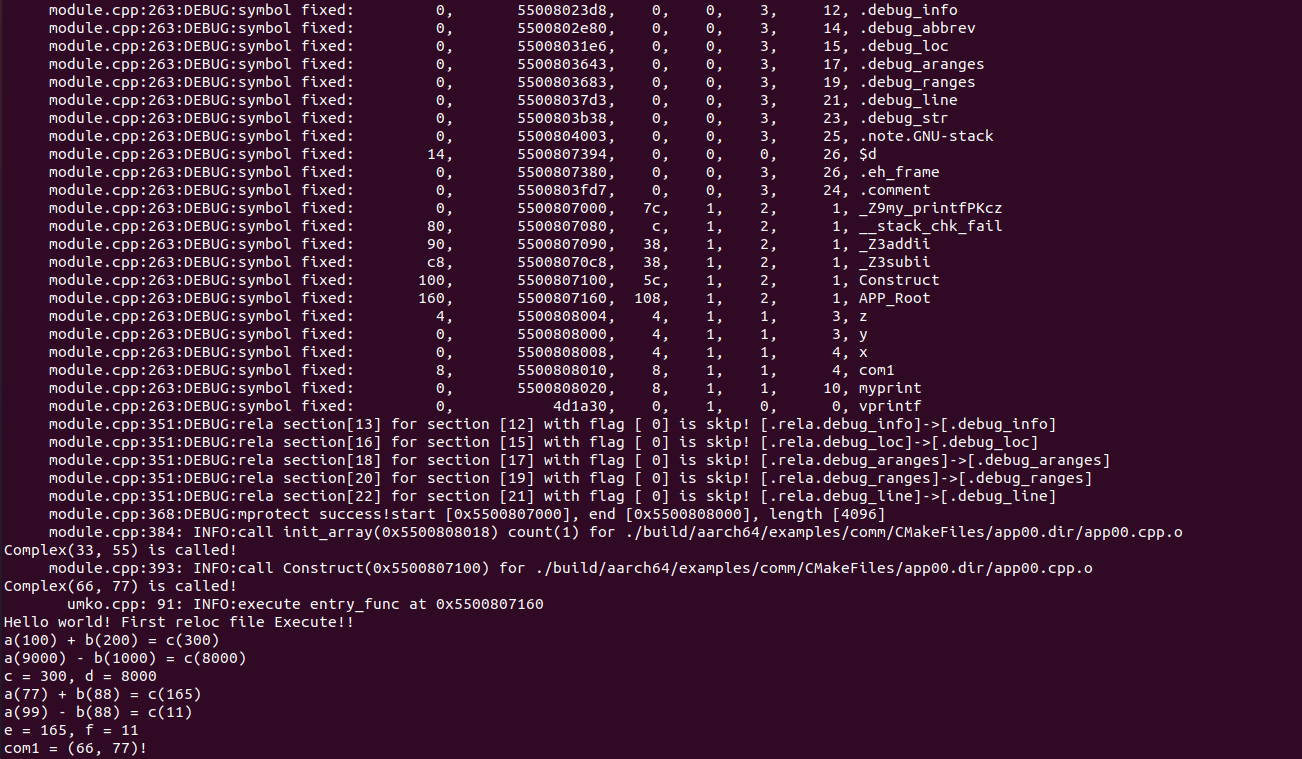 module.cpp:263:DEBUG:symbol fixed:         0,        55008023d8,    0,    0,    3,     12, .debug_info
module.cpp:263:DEBUG:symbol fixed:         0,        5500802e80,    0,    0,    3,     14, .debug_abbrev
module.cpp:263:DEBUG:symbol fixed:         0,        55008031e6,    0,    0,    3,     15, .debug_loc
module.cpp:263:DEBUG:symbol fixed:         0,        5500803643,    0,    0,    3,     17, .debug_aranges
module.cpp:263:DEBUG:symbol fixed:         0,        5500803683,    0,    0,    3,     19, .debug_ranges
module.cpp:263:DEBUG:symbol fixed:         0,        55008037d3,    0,    0,    3,     21, .debug_line
module.cpp:263:DEBUG:symbol fixed:         0,        5500803b38,    0,    0,    3,     23, .debug_str
module.cpp:263:DEBUG:symbol fixed:         0,        5500804003,    0,    0,    3,     25, .note.GNU-stack
module.cpp:263:DEBUG:symbol fixed:        14,        5500807394,    0,    0,    0,     26, $d
module.cpp:263:DEBUG:symbol fixed:         0,        5500807380,    0,    0,    3,     26, .eh_frame
module.cpp:263:DEBUG:symbol fixed:         0,        5500803fd7,    0,    0,    3,     24, .comment
module.cpp:263:DEBUG:symbol fixed:         0,        5500807000,   7c,    1,    2,      1, _Z9my_printfPKcz
module.cpp:263:DEBUG:symbol fixed:        80,        5500807080,    c,    1,    2,      1, __stack_chk_fail
module.cpp:263:DEBUG:symbol fixed:        90,        5500807090,   38,    1,    2,      1, _Z3addii
module.cpp:263:DEBUG:symbol fixed:        c8,        55008070c8,   38,    1,    2,      1, _Z3subii
module.cpp:263:DEBUG:symbol fixed:       100,        5500807100,   5c,    1,    2,      1, Construct
module.cpp:263:DEBUG:symbol fixed:       160,        5500807160,  108,    1,    2,      1, APP_Root
module.cpp:263:DEBUG:symbol fixed:         4,        5500808004,    4,    1,    1,      3, z
module.cpp:263:DEBUG:symbol fixed:         0,        5500808000,    4,    1,    1,      3, y
module.cpp:263:DEBUG:symbol fixed:         0,        5500808008,    4,    1,    1,      4, x
module.cpp:263:DEBUG:symbol fixed:         8,        5500808010,    8,    1,    1,      4, com1
module.cpp:263:DEBUG:symbol fixed:         0,        5500808020,    8,    1,    1,     10, myprint
module.cpp:263:DEBUG:symbol fixed:         0,            4d1a30,    0,    1,    0,      0, vprintf
module.cpp:351:DEBUG:rela section[13] for section [12] with flag [ 0] is skip! [.rela.debug_info]->[.debug_info]
module.cpp:351:DEBUG:rela section[16] for section [15] with flag [ 0] is skip! [.rela.debug_loc]->[.debug_loc]
module.cpp:351:DEBUG:rela section[18] for section [17] with flag [ 0] is skip! [.rela.debug_aranges]->[.debug_aranges]
module.cpp:351:DEBUG:rela section[20] for section [19] with flag [ 0] is skip! [.rela.debug_ranges]->[.debug_ranges]
module.cpp:351:DEBUG:rela section[22] for section [21] with flag [ 0] is skip! [.rela.debug_line]->[.debug_line]
module.cpp:368:DEBUG:mprotect success!start [0x5500807000], end [0x5500808000], length [4096]
module.cpp:384: INFO:call init_array(0x5500808018) count(1) for ./build/aarch64/examples/comm/CMakeFiles/app00.dir/app00.cpp.o
Complex(33, 55) is called!
module.cpp:393: INFO:call Construct(0x5500807100) for ./build/aarch64/examples/comm/CMakeFiles/app00.dir/app00.cpp.o
Complex(66, 77) is called!
umko.cpp: 91: INFO:execute entry_func at 0x5500807160
Hello world! First reloc file Execute!!
a(100) + b(200) = c(300)
a(9000) - b(1000) = c(8000)
c = 300, d = 8000
a(77) + b(88) = c(165)
a(99) - b(88) = c(11)
e = 165, f = 11
com1 = (66, 77)!